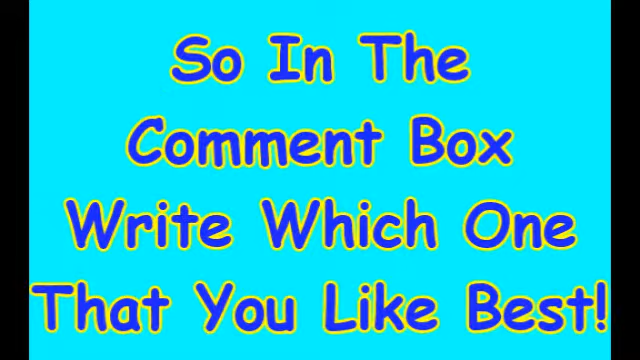 So In The
Comment Box
Write Which One
That You Like Best!